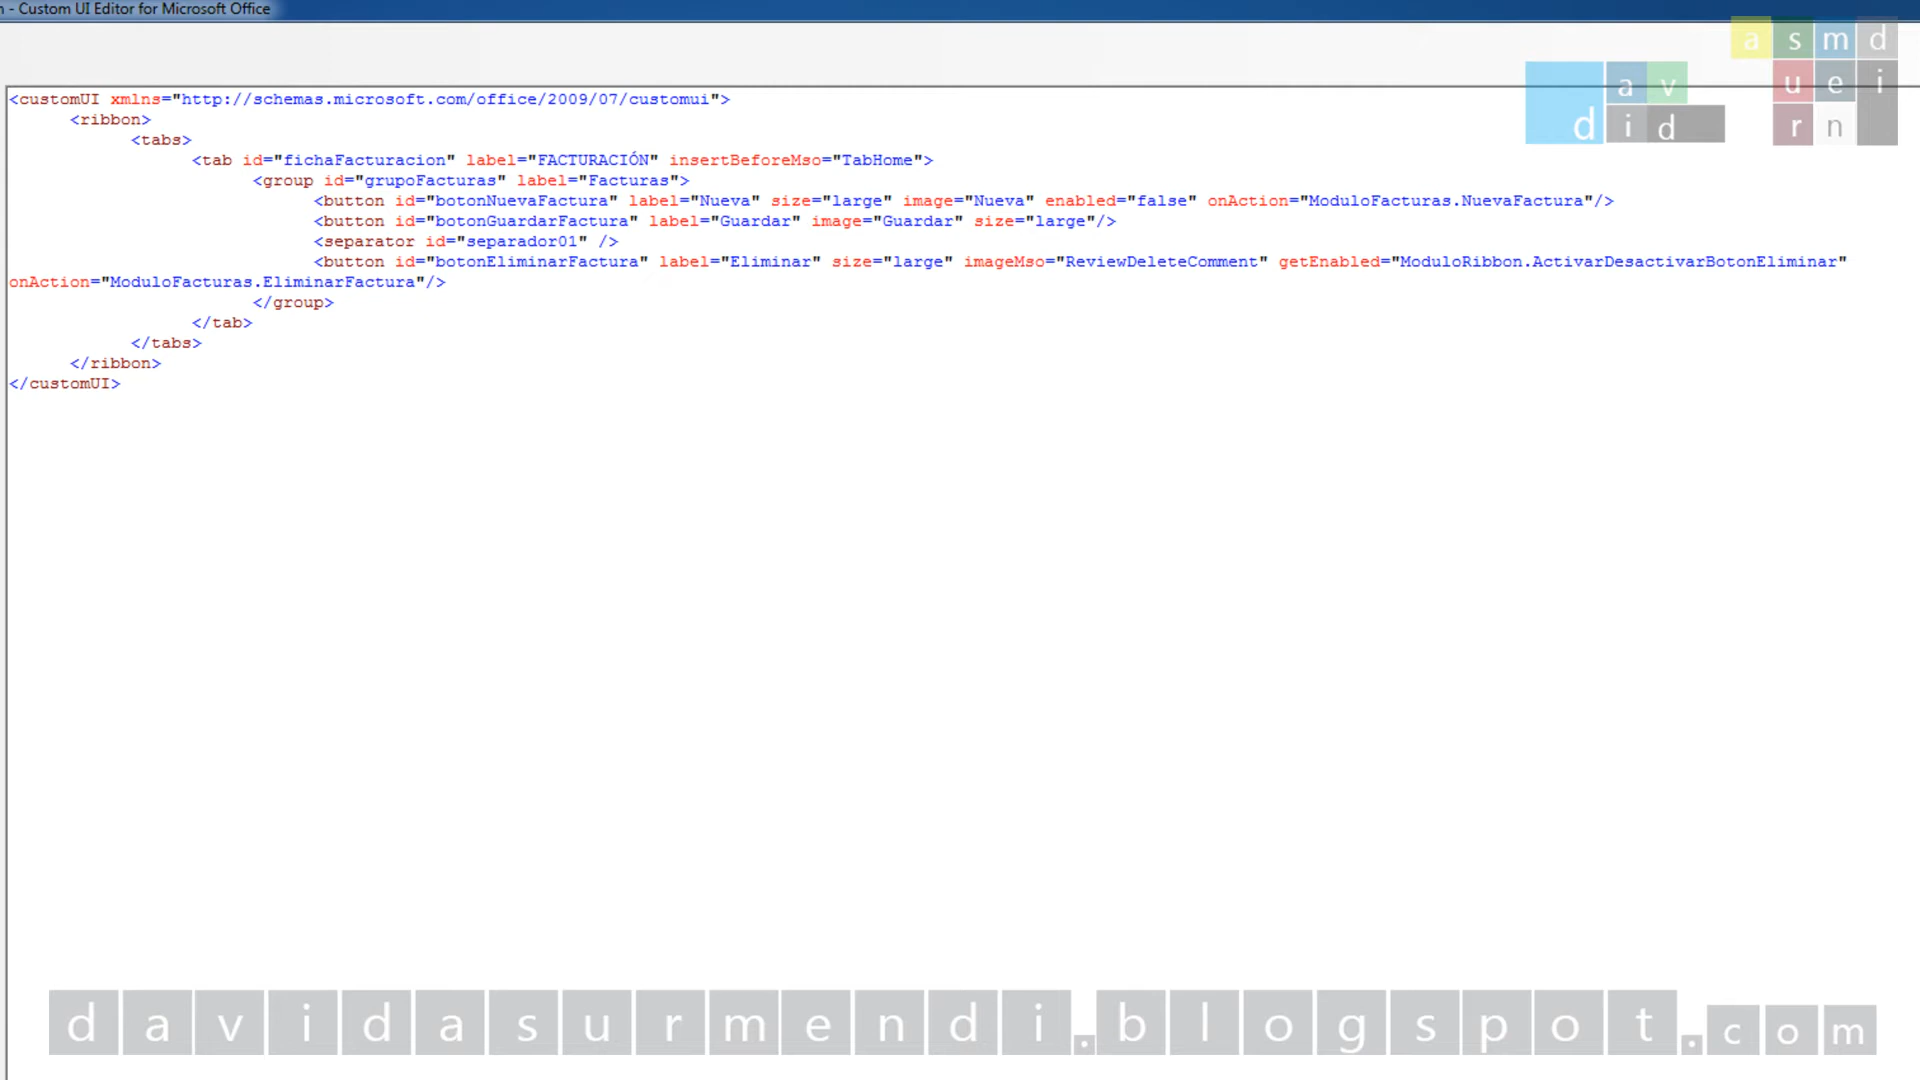 n - Custom UI Editor for Microsoft Office
a s m d
d a v i d
u e i
r n
<customUI xmlns="http://schemas.microsoft.com/office/2009/07/customui">
<ribbon>
<tabs>
<tab id="fichaFacturacion" label="FACTURACIÓN" insertBeforeMso="TabHome">
<group id="grupoFacturas" label="Facturas">
<button id="botonNuevaFactura" label="Nueva" size="large" image="Nueva" enabled="false" onAction="ModuloFacturas.NuevaFactura"/>
<button id="botonGuardarFactura" label="Guardar" image="Guardar" size="large"/>
<separator id="separador01" />
<button id="botonEliminarFactura" label="Eliminar" size="large" imageMso="ReviewDeleteComment" getEnabled="ModuloRibbon.ActivarDesactivarBotonEliminar"
onAction="ModuloFacturas.EliminarFactura"/>
</group>
</tab>
</tabs>
</ribbon>
</customUI>
davidasurmendi.blogspot.com